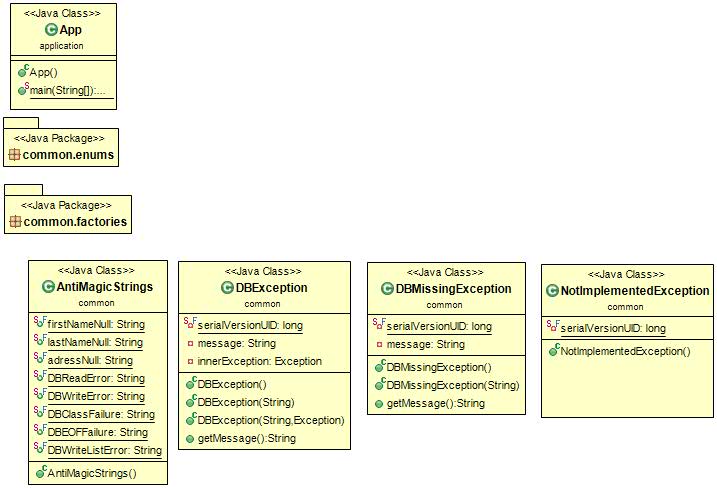 <<Java Class>>
App
application
App()
main(String[]):...
<<Java Package>>
common.enums
<<Java Package>>
common.factories
<<Java Class>>
AntiMagicStrings
common
firstNameNull: String
lastNameNull: String
adressNull: String
DBReadError: String
DBWriteError: String
DBClassFailure: String
DBEOFFailure: String
DBWriteListError: String
AntiMagicStrings()
<<Java Class>>
DBException
common
serialVersionUID: long
message: String
innerException: Exception
DBException()
DBException(String)
DBException(String,Exception)
getMessage():String
<<Java Class>>
DBMissingException
common
serialVersionUID: long
message: String
DBMissingException()
DBMissingException(String)
getMessage():String
<<Java Class>>
NotImplementedException
common
serialVersionUID: long
NotImplementedException()